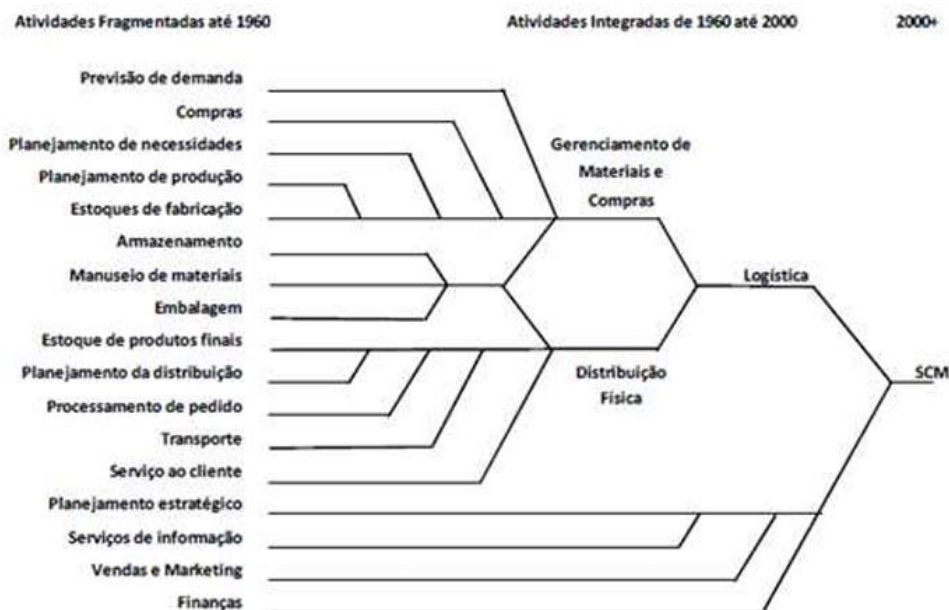 Atividades Fragmentadas até 1960
Atividades Integradas de 1960 até 2000
2000+
Previsão de demanda
Compras
Planejamento de necessidades
Planejamento de produção
Estoques de fabricação
Armazenamento
Manuseio de materiais
Embalagem
Estoque de produtos finais
Planejamento da distribuição
Processamento de pedido
Transporte
Serviço ao cliente
Planejamento estratégico
Serviços de informação
Vendas e Marketing
Finanças
Gerenciamento de
Materiais e
Compras
Distribuição
Física
Logística
SCM